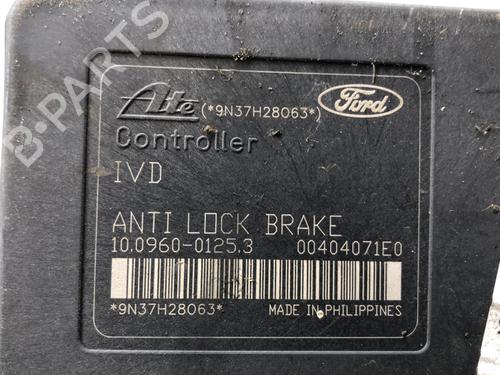 B-PARTS
Ate (*9N37H28063*) Ford
Controller
IVD
ANTI LOCK BRAKE
10.0960-0125.3 00404071E0
*9N37H28063* MADE IN PHILIPPINES